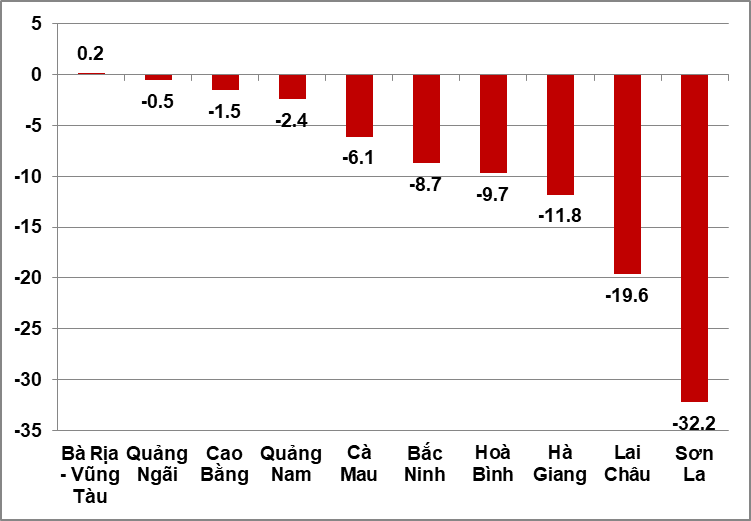 5
0
-5
-10
-15
-20
-25
-30
-35
0.2
-0.5
-1.5
-2.4
-6.1
-8.7
-9.7
-11.8
-19.6
-32.2
Bà Rịa
- Vũng
Tàu
Quảng
Ngãi
Cao
Bằng
Quảng
Nam
Cà
Mau
Bắc
Ninh
Hoà
Bình
Hà
Giang
Lai
Châu
Sơn
La